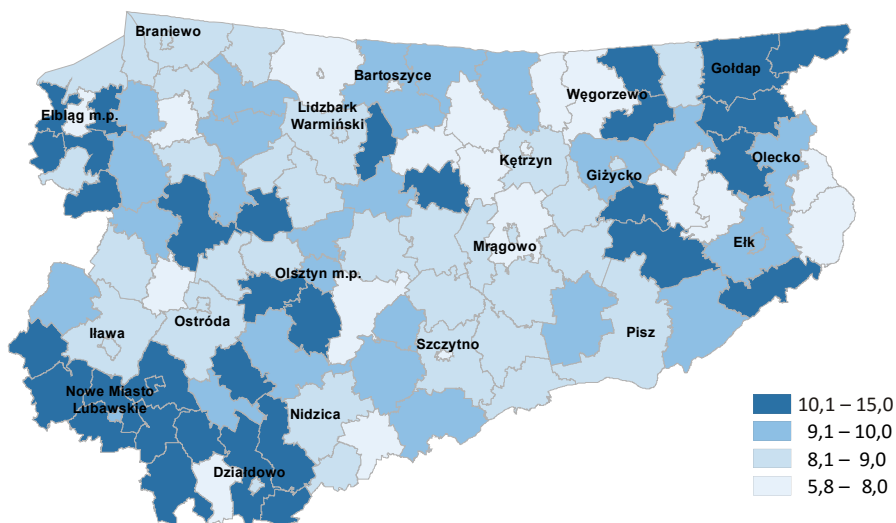 Braniewo
Bartoszyce
Węgorzewo
Gołdap
Elbląg m.p.
Lidzbark
Warmiński
Kętrzyn
Giżycko
Olecko
Mrągowo
Ełk
Olsztyn m.p.
Iława
Ostróda
Szczytno
Pisz
Nowe Miasto
Lubawskie
Nidzica
Działdowo
10,1 – 15,0
9,1 – 10,0
8,1 – 9,0
5,8 – 8,0